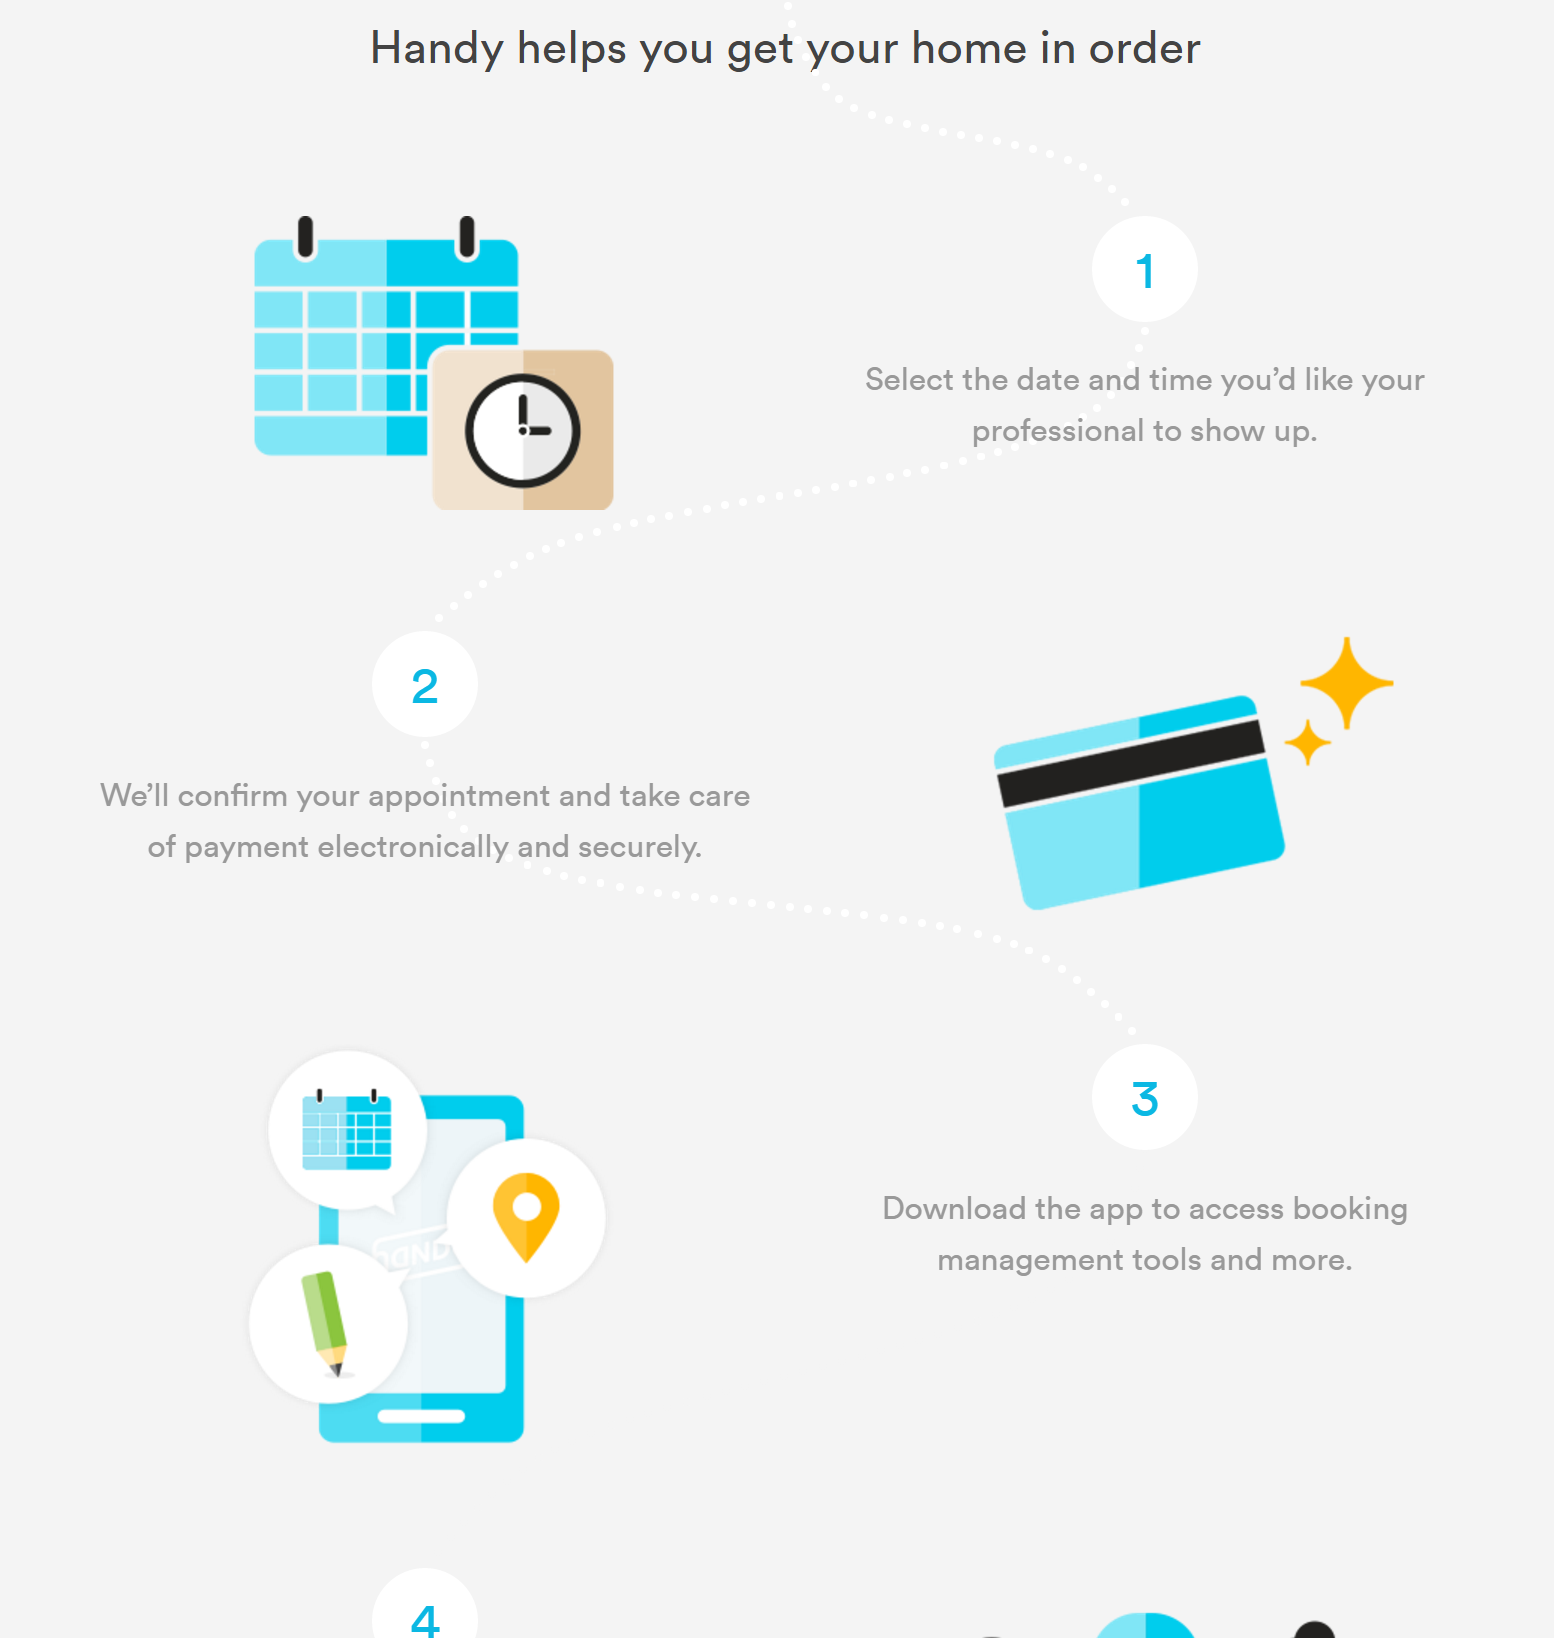 Handy helps you get your home in order
1
Select the date and time you’d like your
professional to show up.
2
We’ll confirm your appointment and take care
of payment electronically and securely.
3
Download the app to access booking
management tools and more.
4